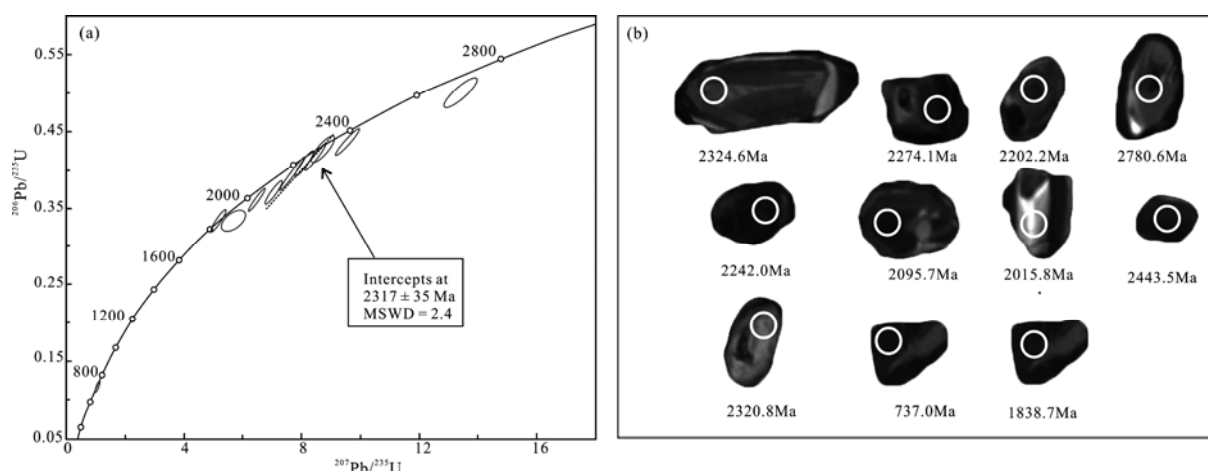 (a)
0.55
0.45
0.35
0.25
0.15
0.05
²⁰⁶Pb/²³⁵U
2800
2400
2000
1600
1200
800
Intercepts at
2317 ± 35 Ma
MSWD = 2.4
0 4 8 12 16
²⁰⁷Pb/²³⁵U
(b)
2324.6Ma 2274.1Ma 2202.2Ma 2780.6Ma
2242.0Ma 2095.7Ma 2015.8Ma 2443.5Ma
2320.8Ma 737.0Ma 1838.7Ma